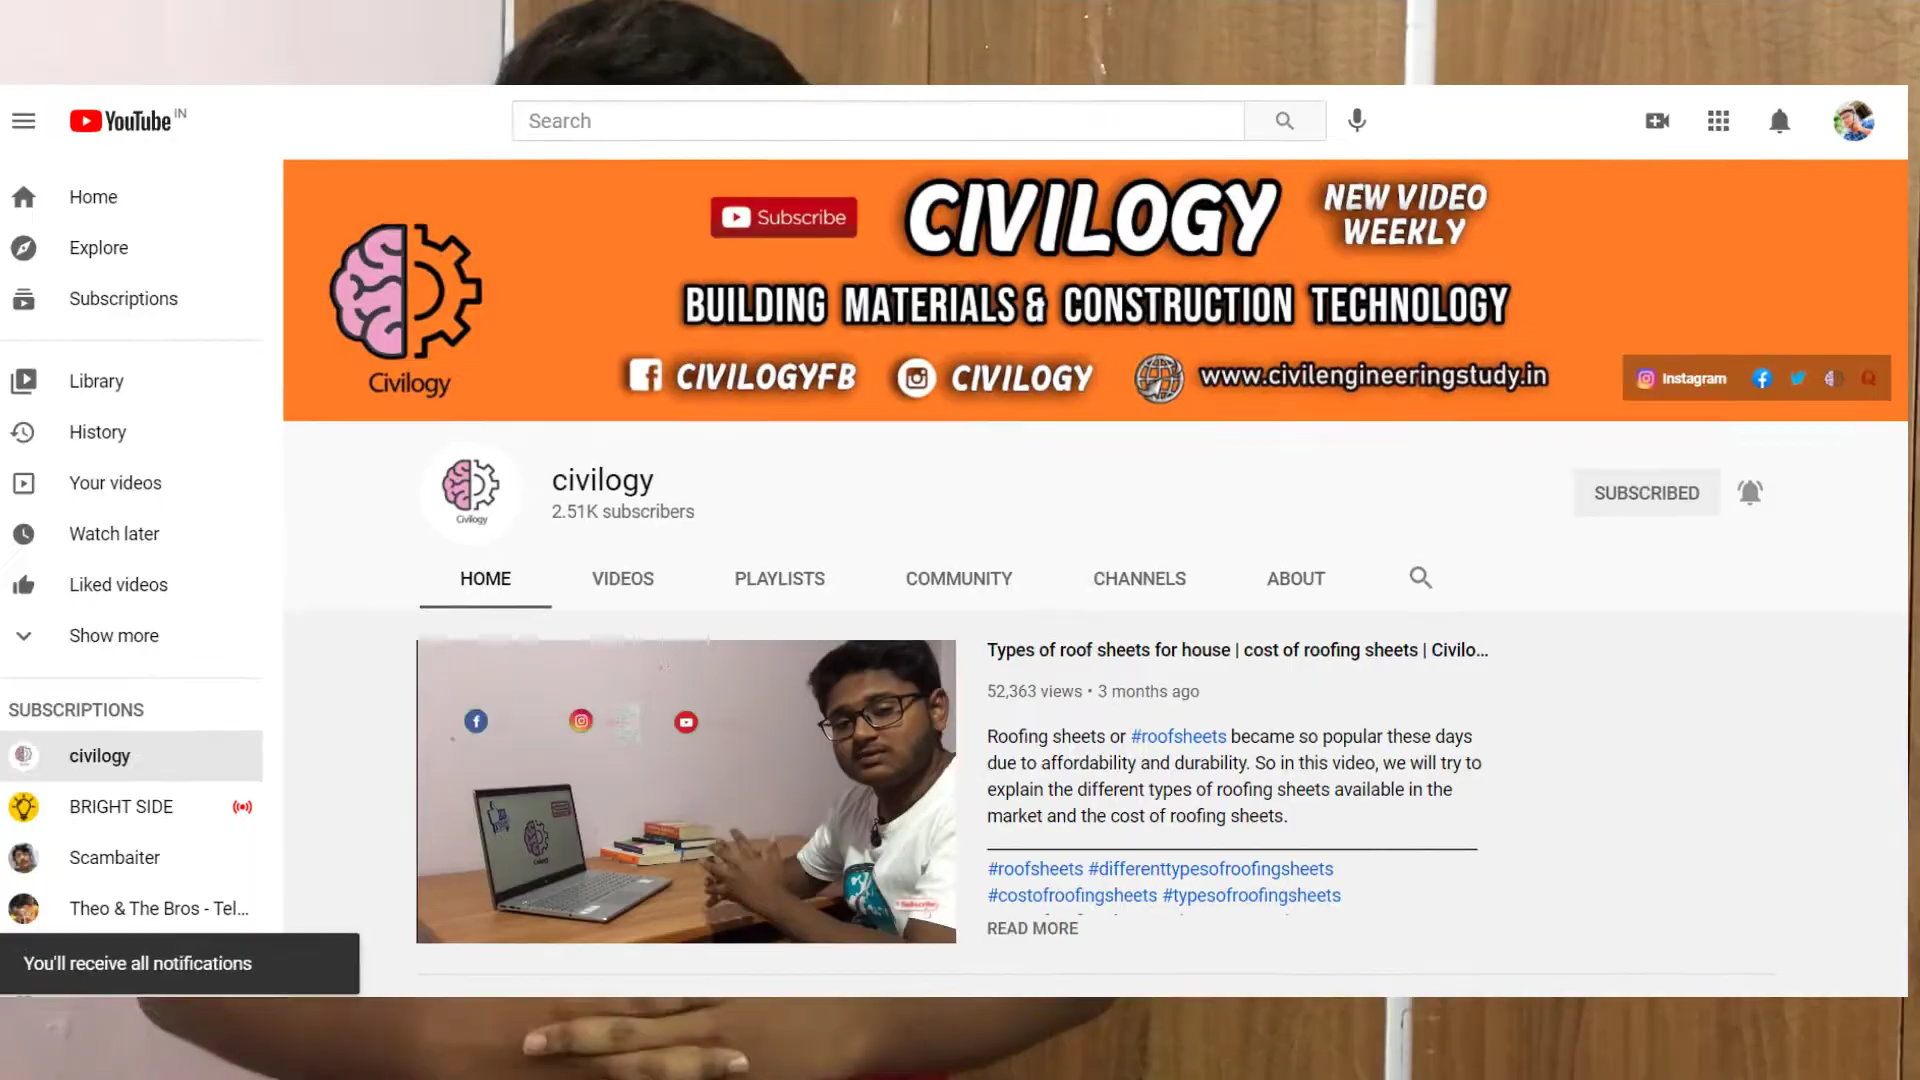 YouTube IN
Search
Home
Explore
Subscriptions
Library
History
Your videos
Watch later
Liked videos
Show more
SUBSCRIPTIONS
civilogy
BRIGHT SIDE
Scambaiter
Theo & The Bros - Tel...
You'll receive all notifications
Civilogy
Subscribe
CIVILOGY
NEW VIDEO
WEEKLY
BUILDING MATERIALS & CONSTRUCTION TECHNOLOGY
CIVILOGYFB
CIVILOGY
www.civilengineeringstudy.in
Instagram
Civilogy
civilogy
2.51K subscribers
SUBSCRIBED
HOME
VIDEOS
PLAYLISTS
COMMUNITY
CHANNELS
ABOUT
Types of roof sheets for house | cost of roofing sheets | Civilo...
52,363 views • 3 months ago
Roofing sheets or #roofsheets became so popular these days
due to affordability and durability. So in this video, we will try to
explain the different types of roofing sheets available in the
market and the cost of roofing sheets.
#roofsheets #differenttypesofroofingsheets
#costofroofingsheets #typesofroofingsheets
READ MORE
Subscribe